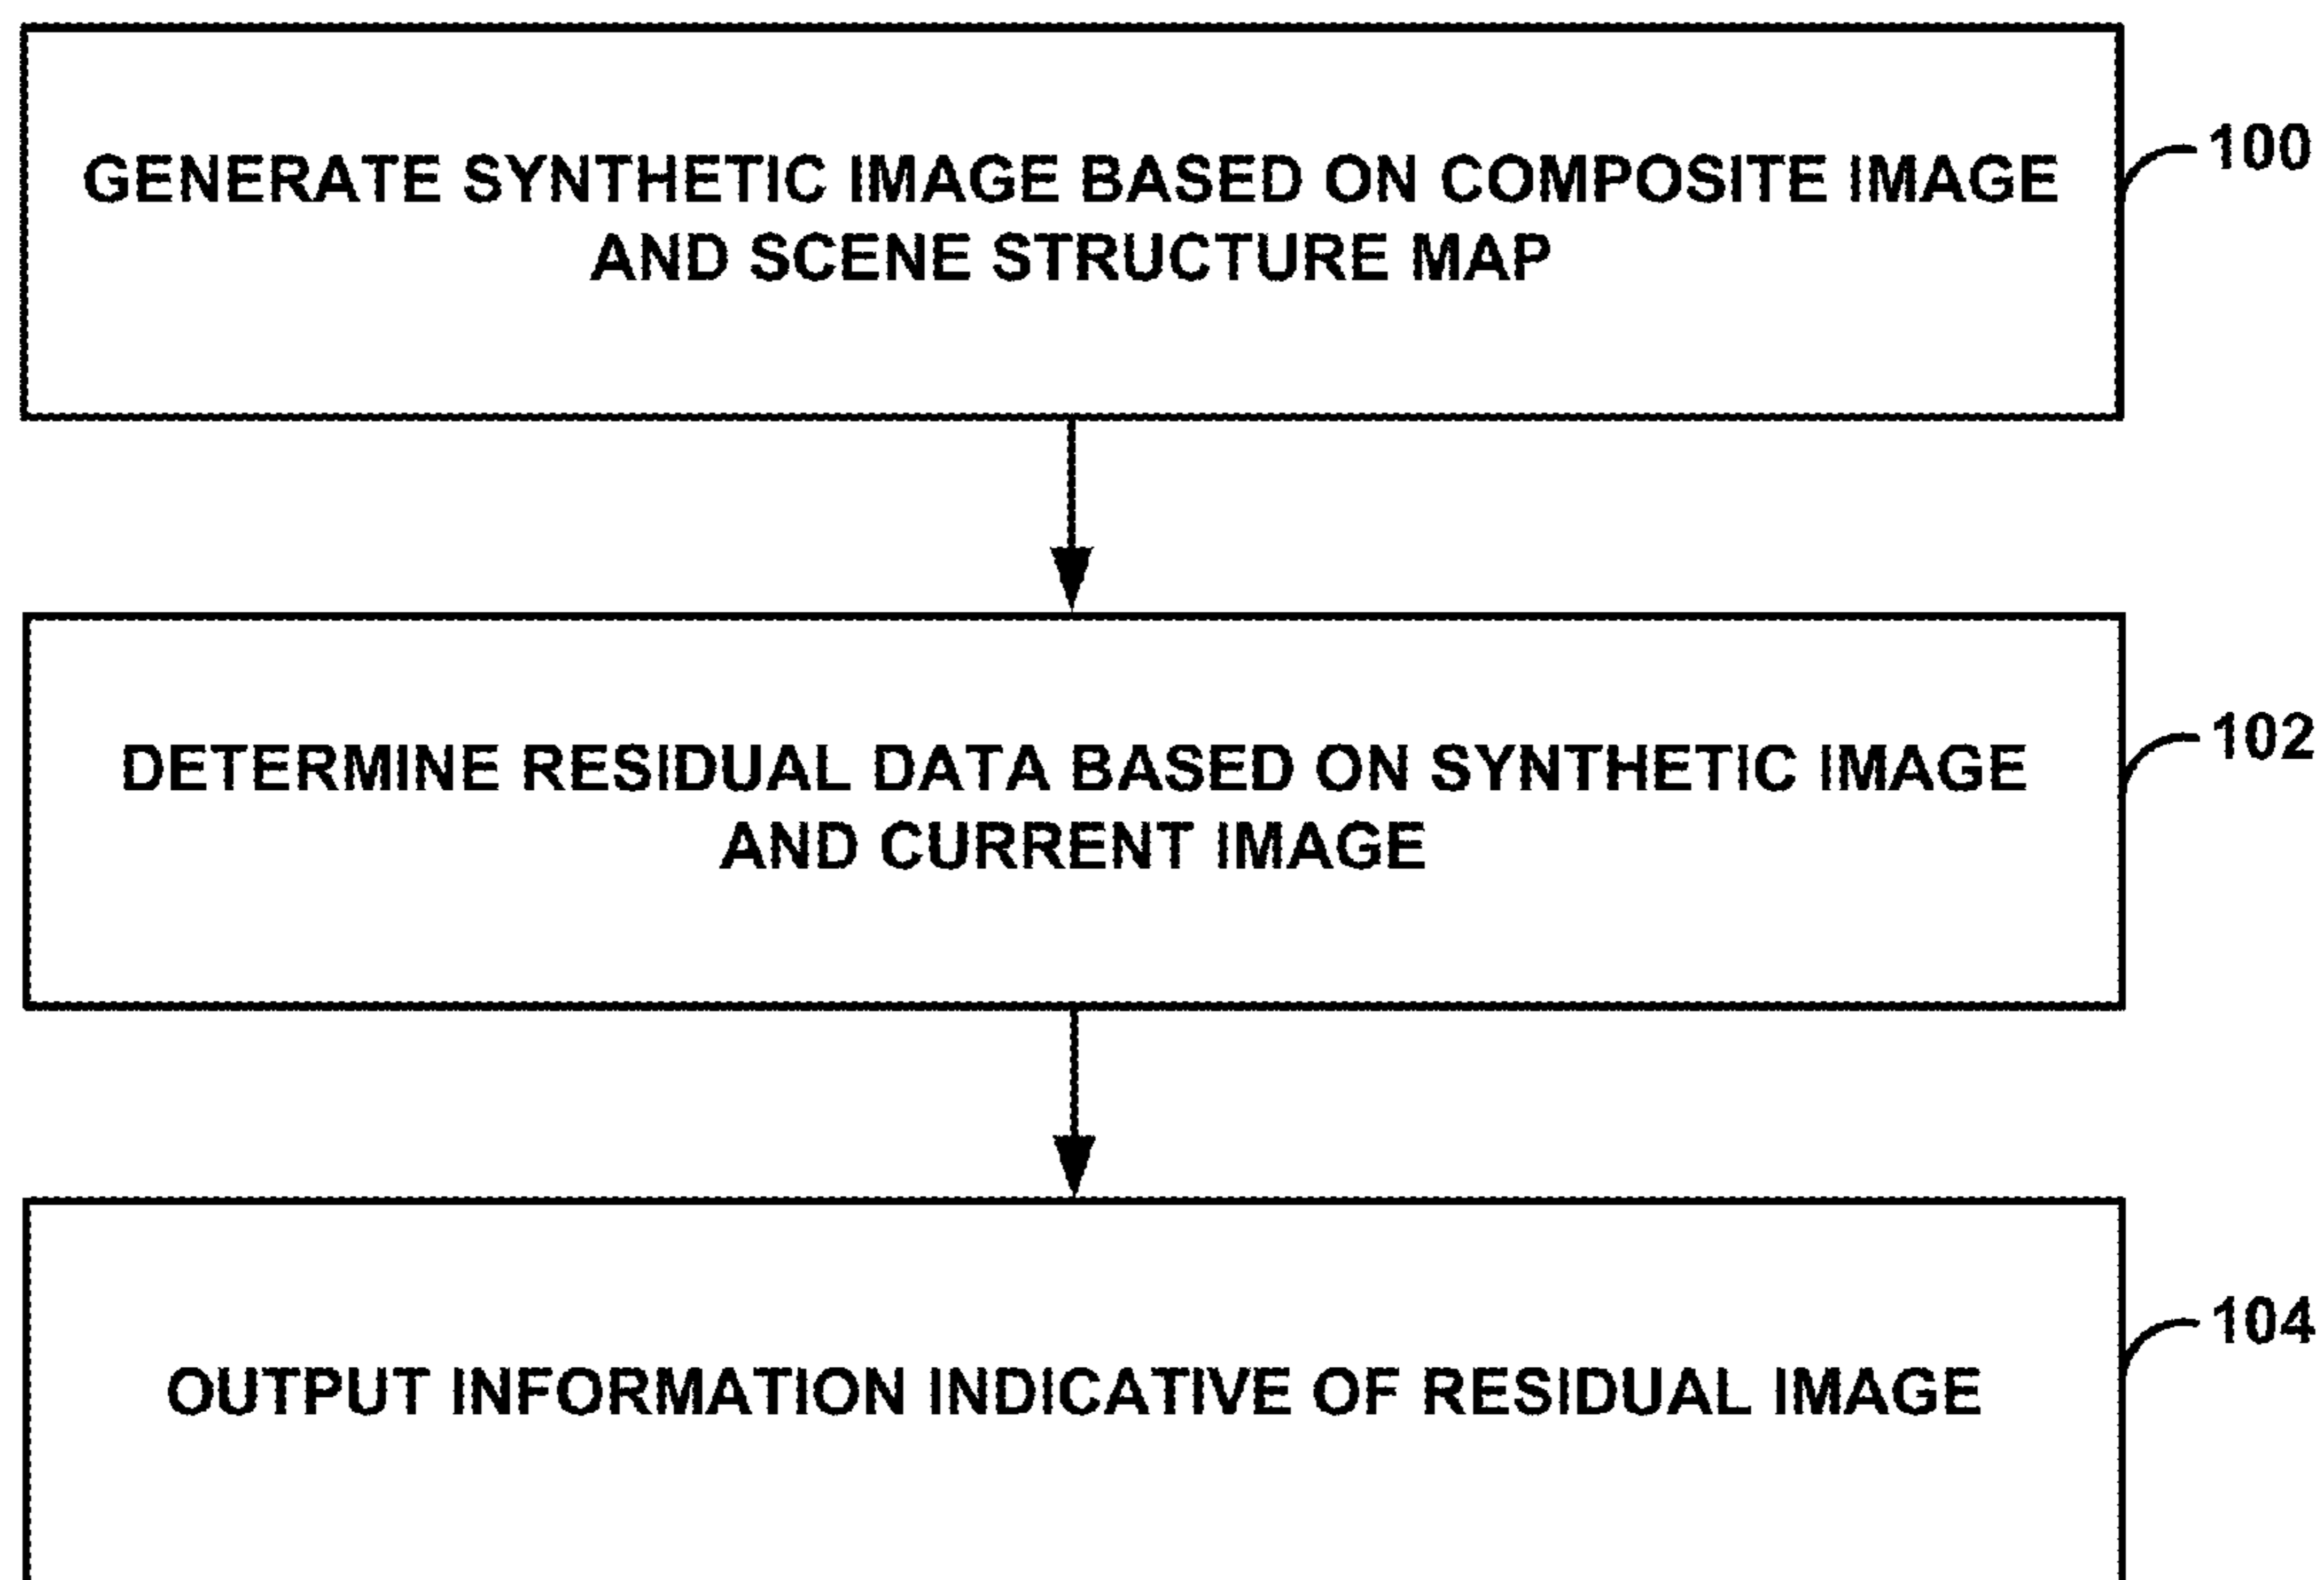 GENERATE SYNTHETIC IMAGE BASED ON COMPOSITE IMAGE
AND SCENE STRUCTURE MAP
100
DETERMINE RESIDUAL DATA BASED ON SYNTHETIC IMAGE
AND CURRENT IMAGE
102
OUTPUT INFORMATION INDICATIVE OF RESIDUAL IMAGE
104